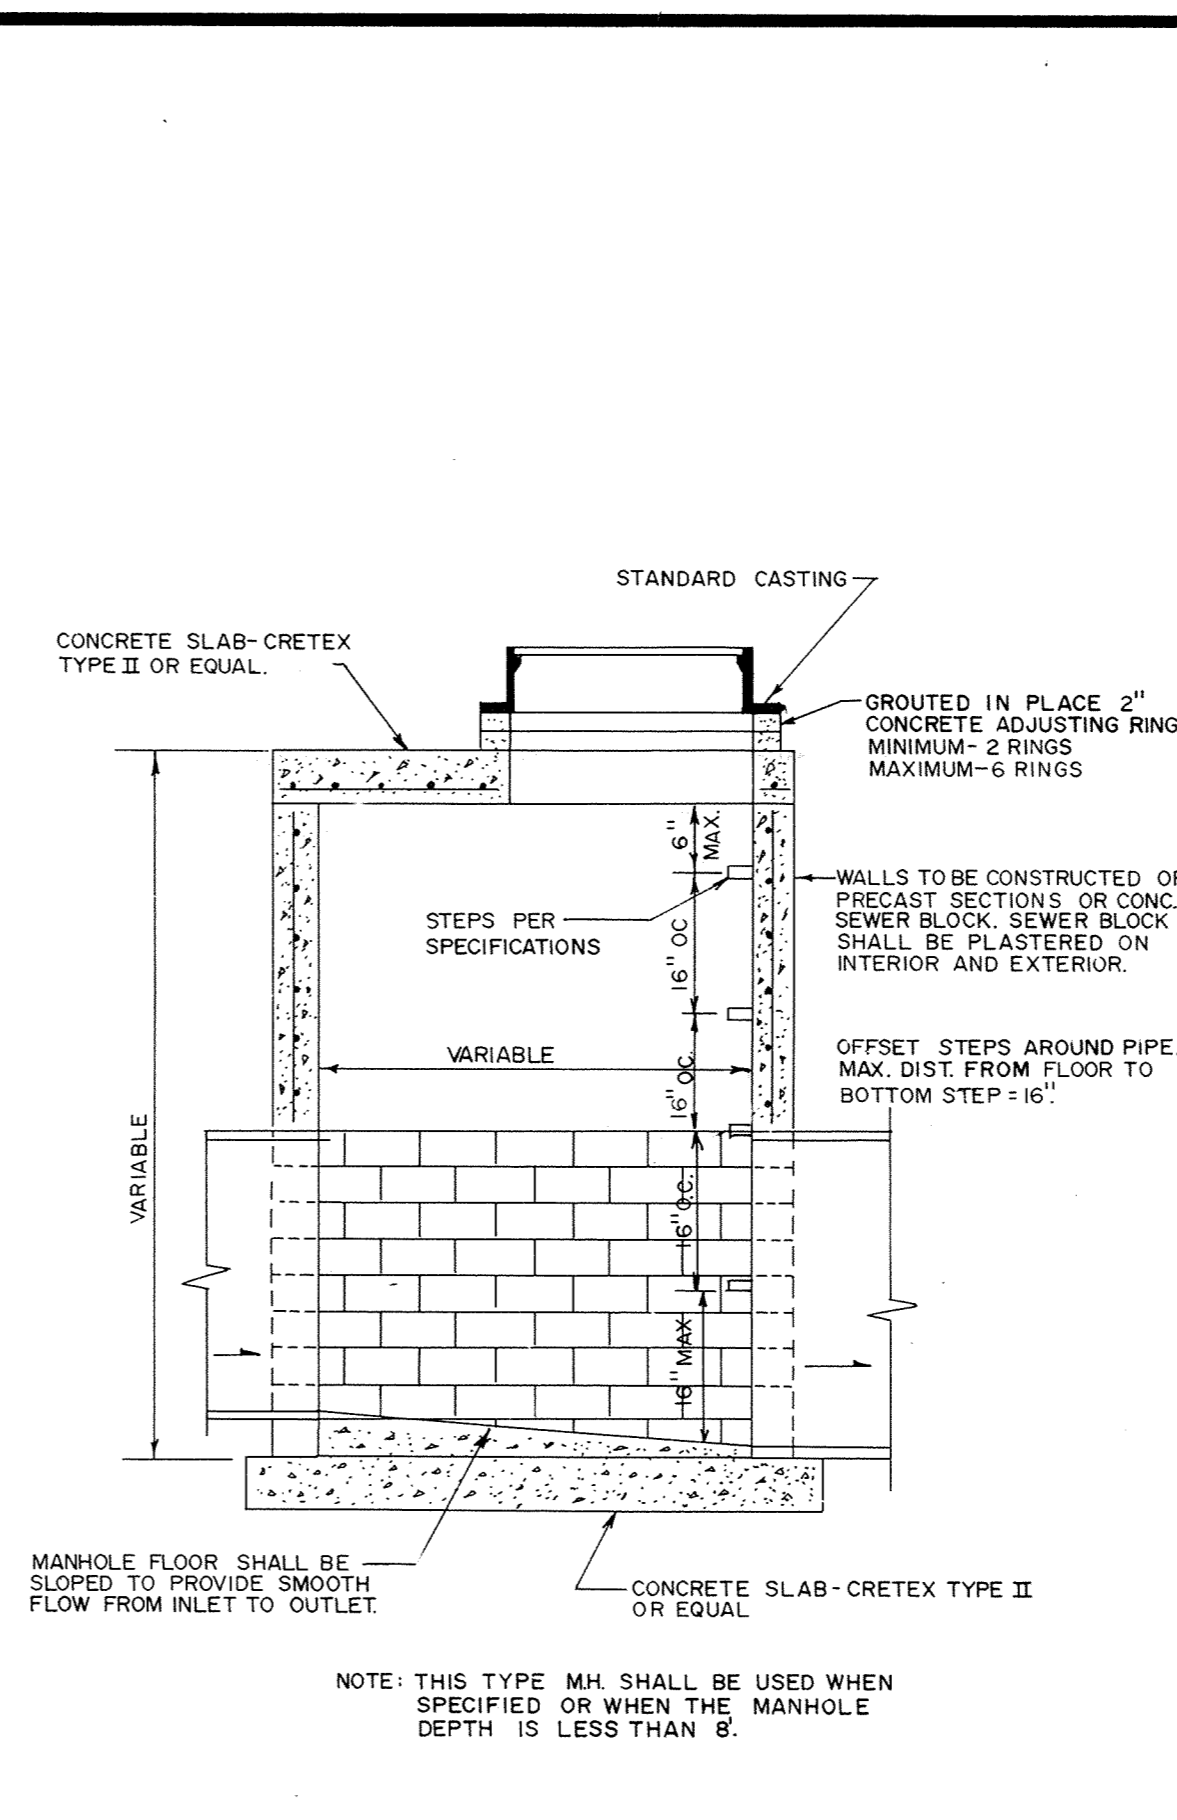 STANDARD CASTING
CONCRETE SLAB-CRETEX
TYPE II OR EQUAL.
GROUTED IN PLACE 2"
CONCRETE ADJUSTING RING
MINIMUM- 2 RINGS
MAXIMUM-6 RINGS
6"
MAX.
WALLS TO BE CONSTRUCTED OF
PRECAST SECTIONS OR CONC.
SEWER BLOCK. SEWER BLOCK
SHALL BE PLASTERED ON
INTERIOR AND EXTERIOR.
STEPS PER
SPECIFICATIONS
16" OC
VARIABLE
16" OC.
OFFSET STEPS AROUND PIPE.
MAX. DIST. FROM FLOOR TO
BOTTOM STEP = 16".
VARIABLE
16" O.C.
16" MAX
MANHOLE FLOOR SHALL BE
SLOPED TO PROVIDE SMOOTH
FLOW FROM INLET TO OUTLET.
CONCRETE SLAB-CRETEX TYPE II
OR EQUAL
NOTE: THIS TYPE M.H. SHALL BE USED WHEN
SPECIFIED OR WHEN THE MANHOLE
DEPTH IS LESS THAN 8'.